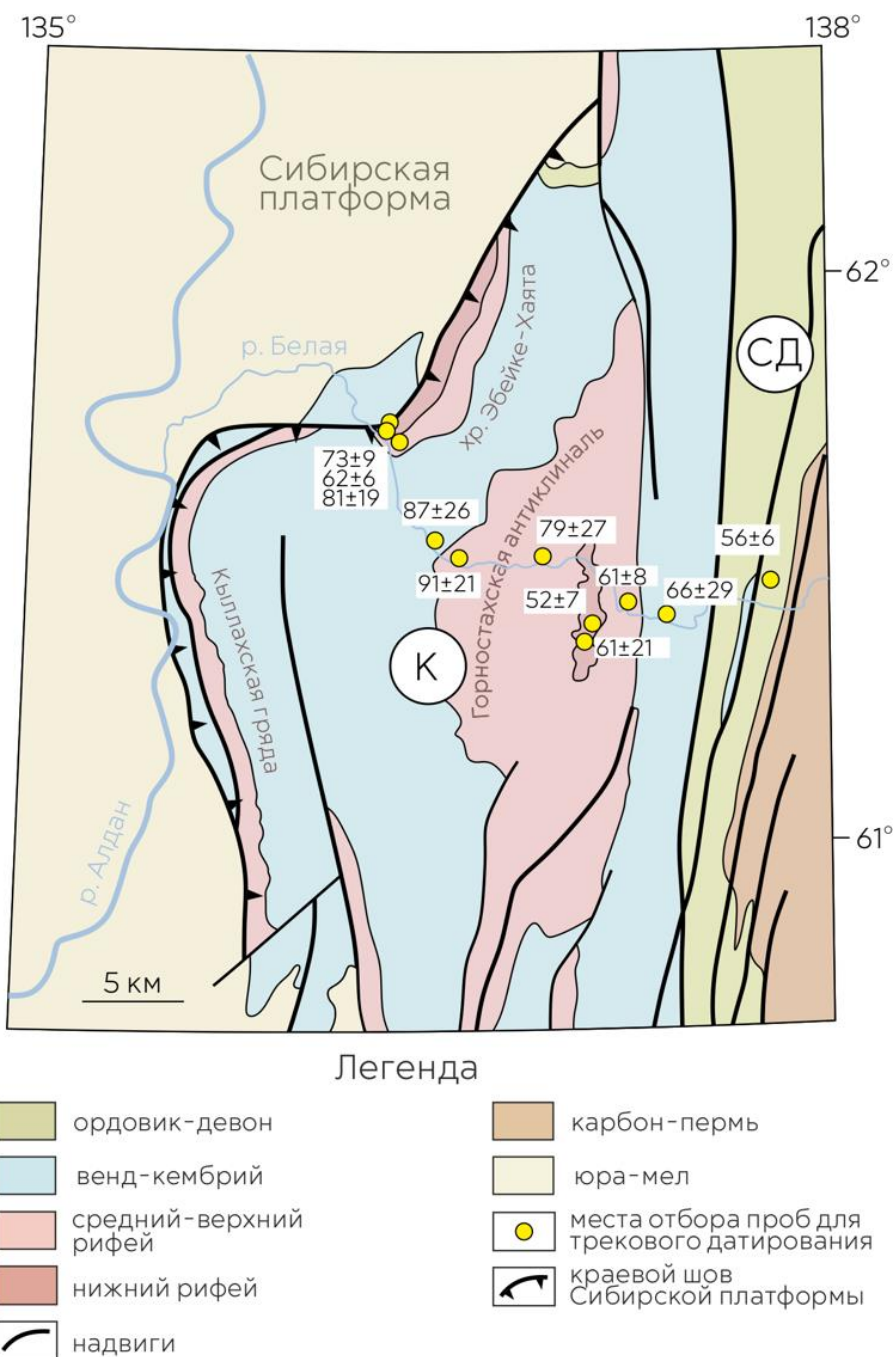 135°
138°
Сибирская
платформа
62°
СД
р. Белая
хр. Эбейке-Хаята
73±9
62±6
81±19
87±26
79±27
56±6
91±21
61±8
66±29
52±7
61±21
Горностахская антиклиналь
К
Кыллахская гряда
61°
р. Алдан
5 км
Легенда
ордовик-девон
карбон-пермь
венд-кембрий
юра-мел
средний-верхний
рифей
места отбора проб для
трекового датирования
нижний рифей
краевой шов
Сибирской платформы
надвиги